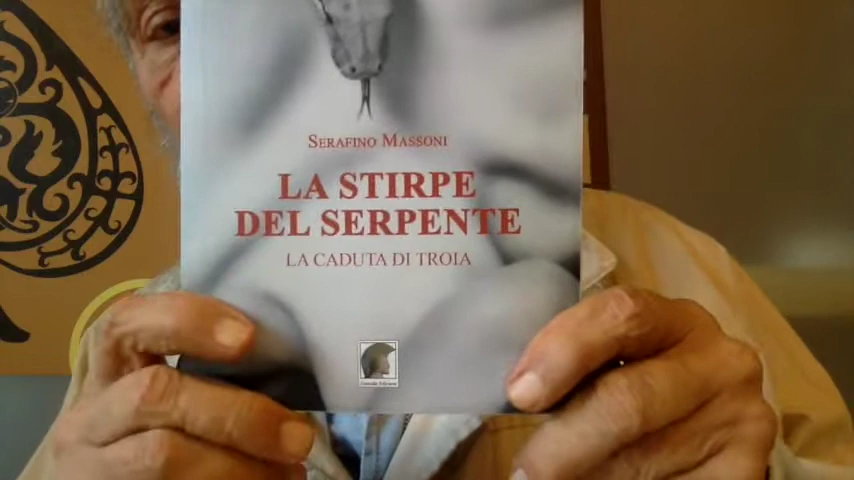 SERAFINO MASSONI
LA STIRPE
DEL SERPENTE
LA CADUTA DI TROIA